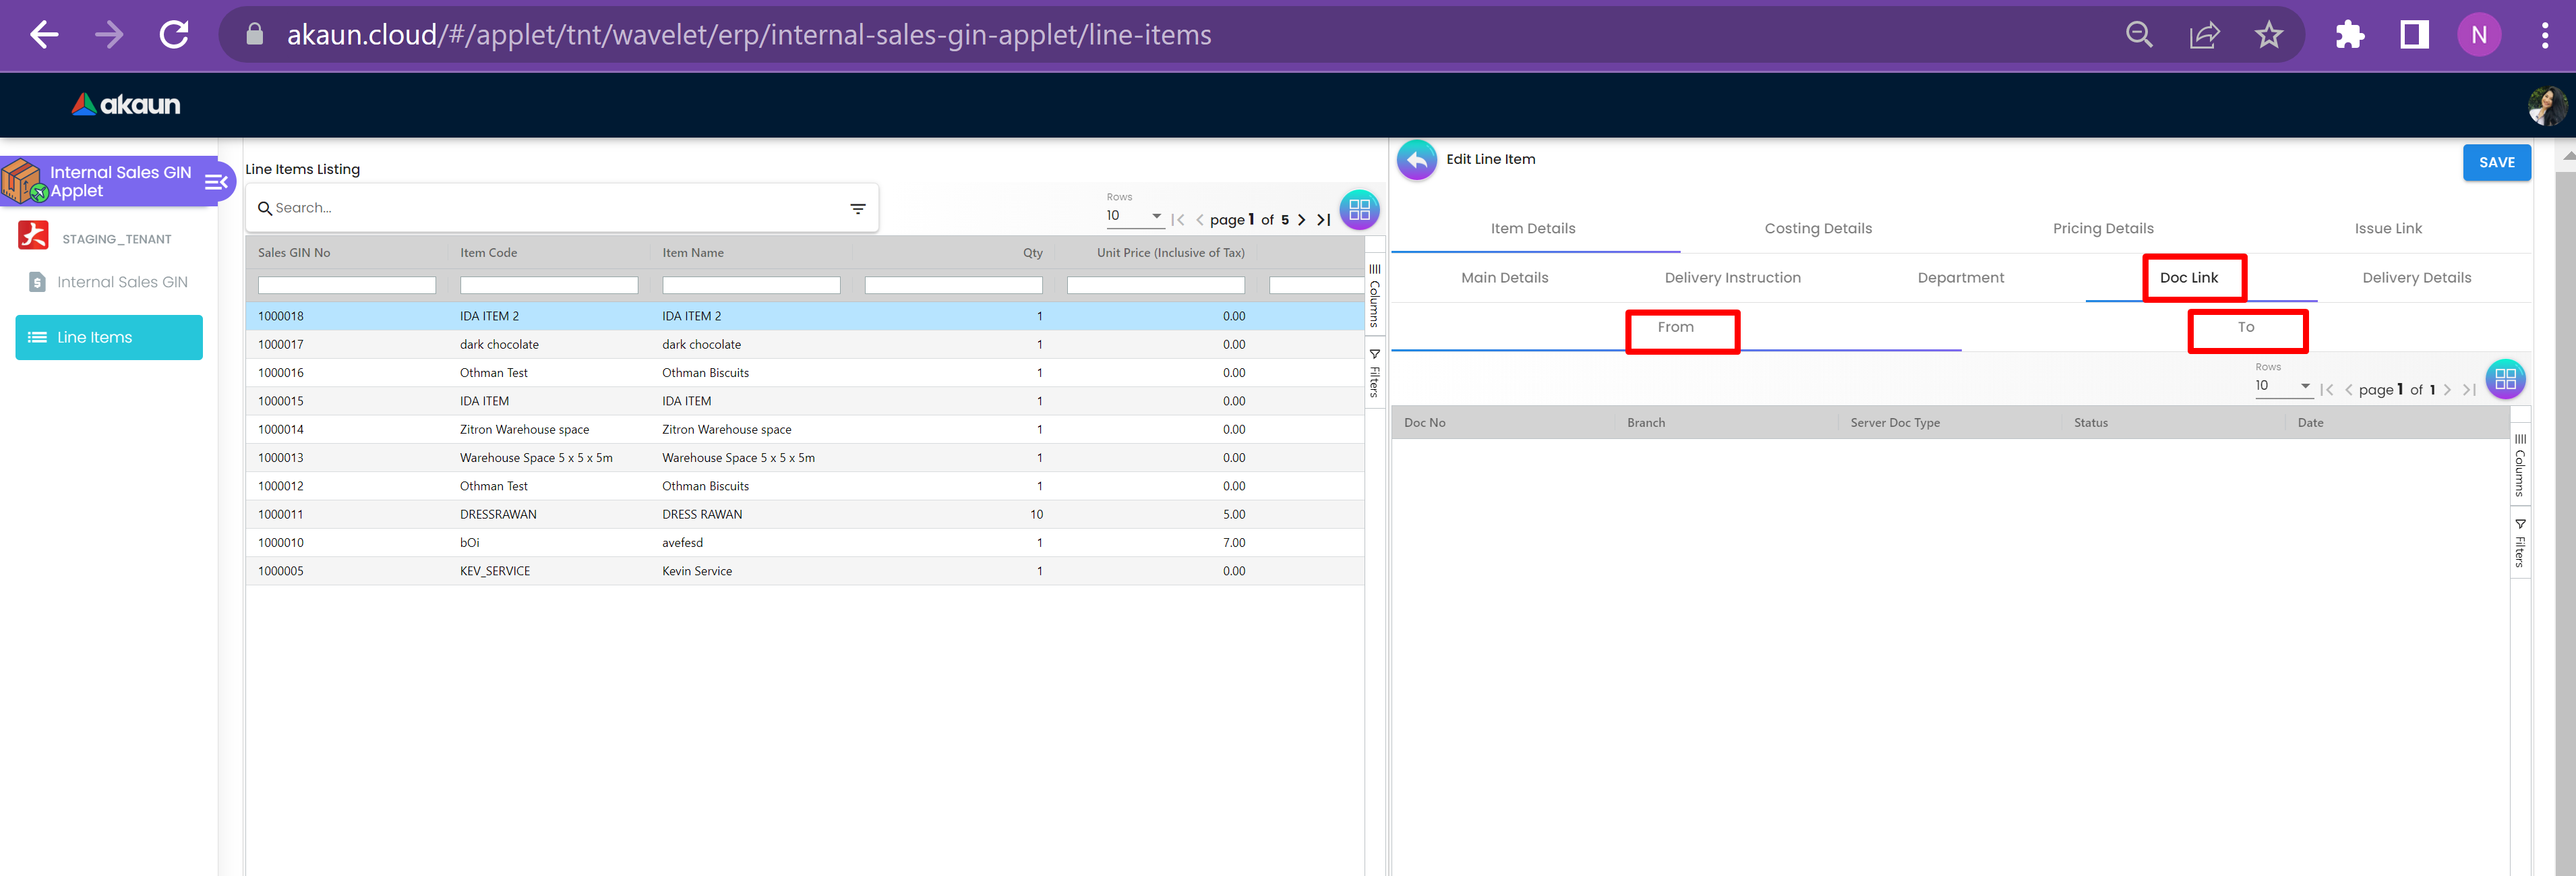 akaun.cloud/#/applet/tnt/wavelet/erp/internal-sales-gin-applet/line-items
N
akaun
Internal Sales GIN
Applet
STAGING_TENANT
Internal Sales GIN
Line Items
Line Items Listing
Search...
Rows
10
page 1 of 5
Sales GIN No Item Code Item Name Qty Unit Price (Inclusive of Tax)
1000018 IDA ITEM 2 IDA ITEM 2 1 0.00
1000017 dark chocolate dark chocolate 1 0.00
1000016 Othman Test Othman Biscuits 1 0.00
1000015 IDA ITEM IDA ITEM 1 0.00
1000014 Zitron Warehouse space Zitron Warehouse space 1 0.00
1000013 Warehouse Space 5 x 5 x 5m Warehouse Space 5 x 5 x 5m 1 0.00
1000012 Othman Test Othman Biscuits 1 0.00
1000011 DRESSRAWAN DRESS RAWAN 10 5.00
1000010 bOi avefesd 1 7.00
1000005 KEV_SERVICE Kevin Service 1 0.00
Columns
Filters
Edit Line Item
SAVE
Item Details Costing Details Pricing Details Issue Link
Main Details Delivery Instruction Department Doc Link Delivery Details
From To
Rows
10
page 1 of 1
Doc No Branch Server Doc Type Status Date
Columns
Filters